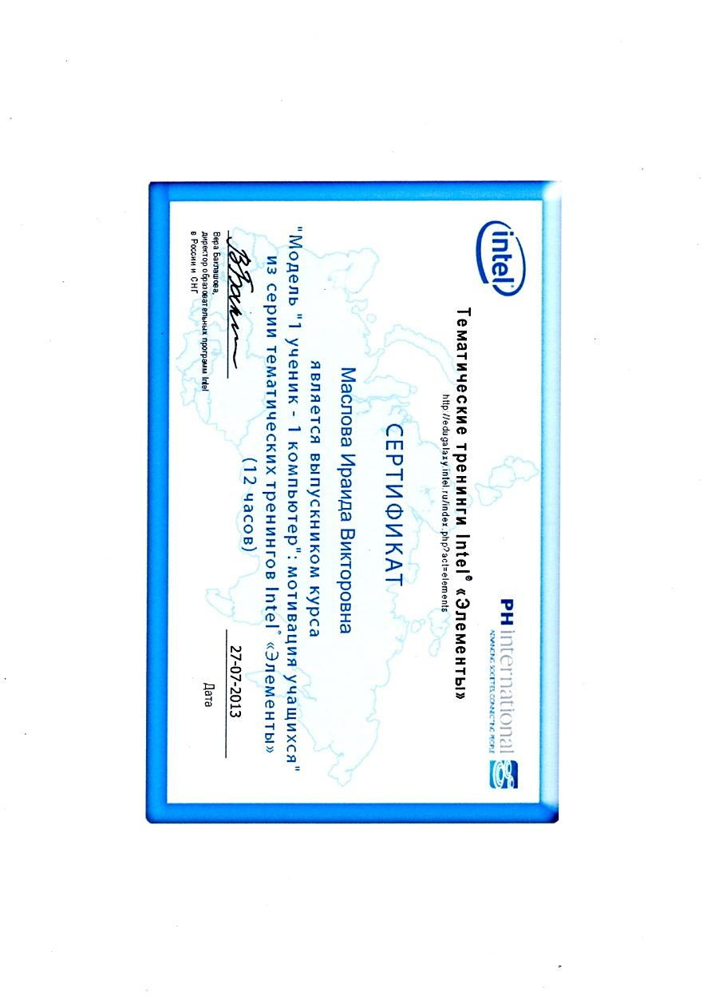 intel
PH international
ADVANCING SOCIETIES CONNECTING PEOPLE
Тематические тренинги Intel® «Элементы»
http://edugalaxy.intel.ru/index.php?act=elements
СЕРТИФИКАТ
Маслова Ираида Викторовна
является выпускником курса
"Модель "1 ученик - 1 компьютер": мотивация учащихся"
из серии тематических тренингов Intel® «Элементы»
(12 часов)
27-07-2013
Дата
Вера Баклашова,
директор образовательных программ Intel
в России и СНГ